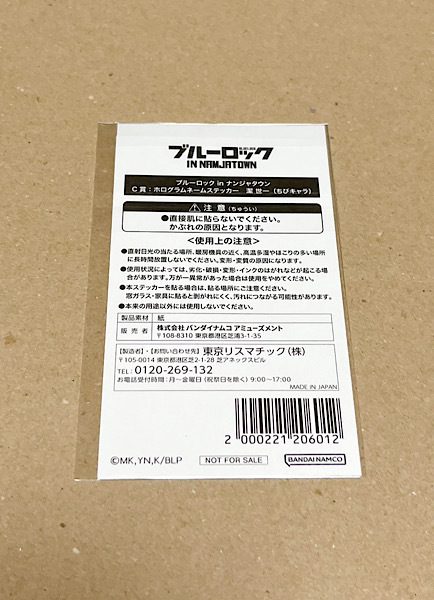 ブルーロック
BLUELOCK
IN NAMJATOWN
ブルーロック in ナンジャタウン
C 賞：ホログラムネームステッカー　潔 世一（ちびキャラ）
注 意（ちゅうい）
●直接肌に貼らないでください。
かぶれの原因となります。
＜使用上の注意＞
●直射日光の当たる場所、暖房機具の近く、高温多湿やほこりの多い場所
に長時間放置しないでください。変形・変質の原因になります。
●使用状況によっては、劣化・破損・変形・インクのはがれなどが起こる場
合があります。万が一異常があった場合は使用をやめてください。
●本ステッカーを貼る場合は、貼る場所にご注意ください。
窓ガラス・家具に貼ると剥がれにくく、汚れにつながる可能性があります。
●本来の用途以外には使用しないでください。
製品素材　紙
販 売 者　株式会社 バンダイナムコ アミューズメント
東京都港区芝浦3-1-35
【製造者】・【お問い合わせ先】 東京リスマチック（株）
〒105-0014 東京都港区芝2-1-28 芝アネックスビル
TEL：0120-269-132
お電話受付時間：月～金曜日（祝祭日を除く）9:00～17:00
MADE IN JAPAN
2 000221 206012
©MK,YN,K/BLP
NOT FOR SALE
BANDAI NAMCO